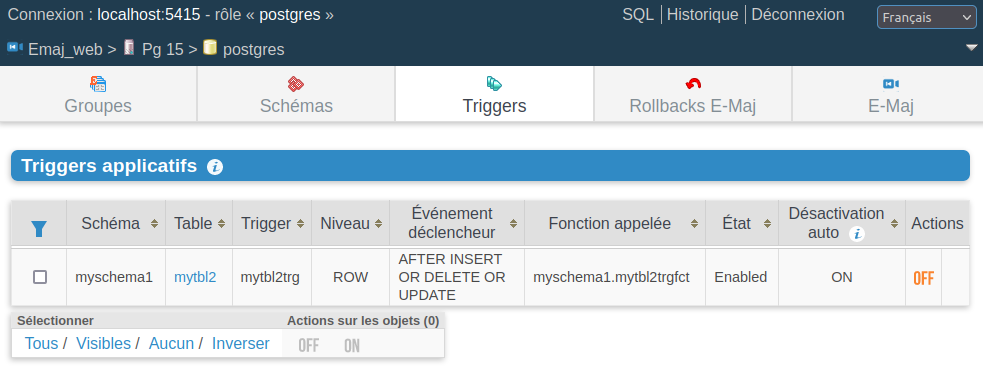 Connexion : localhost:5415 - rôle « postgres »
SQL | Historique | Déconnexion
Français
Emaj_web > Pg 15 > postgres
Groupes
Schémas
Triggers
Rollbacks E-Maj
E-Maj
Triggers applicatifs
Schéma Table Trigger Niveau Événement déclencheur Fonction appelée État Désactivation auto Actions
myschema1 mytbl2 mytbl2trg ROW AFTER INSERT OR DELETE OR UPDATE myschema1.mytbl2trgfct Enabled ON OFF
Sélectionner Actions sur les objets (0)
Tous / Visibles / Aucun / Inverser OFF ON